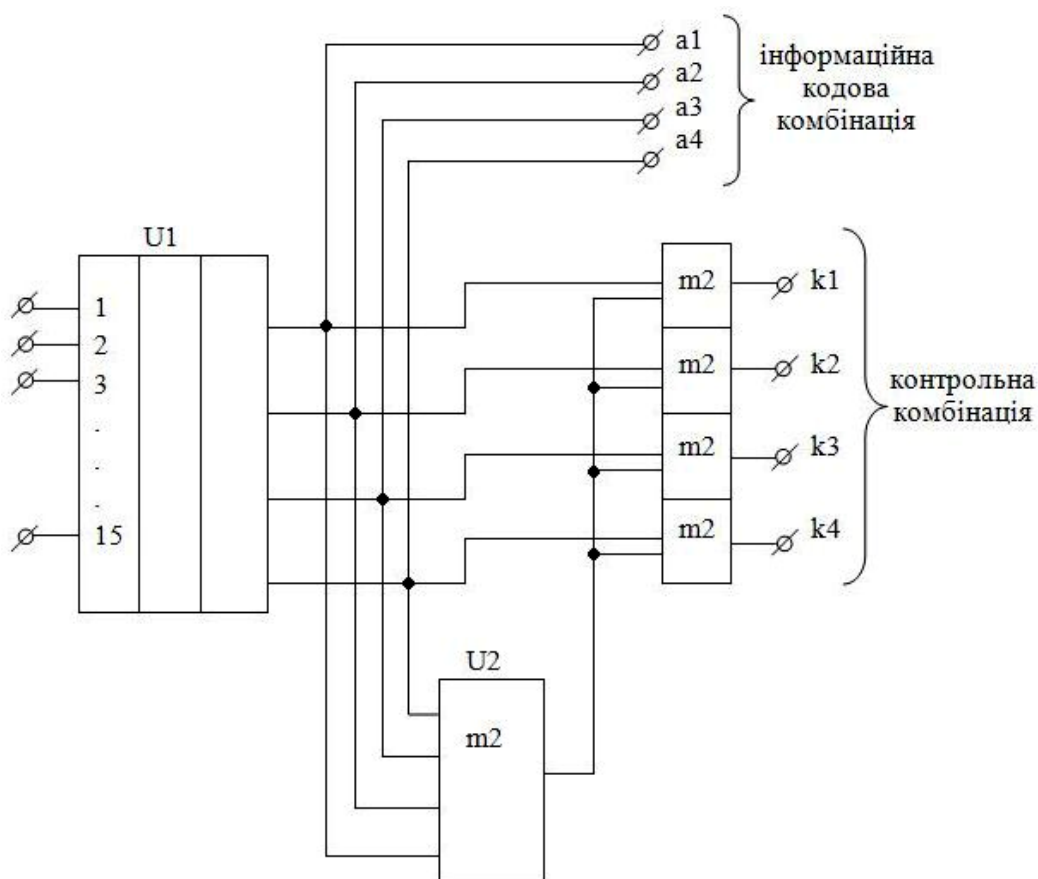 a1
a2
a3
a4
інформаційна
кодова
комбінація
U1
1
2
3
.
.
.
15
m2
k1
m2
k2
m2
k3
m2
k4
контрольна
комбінація
U2
m2